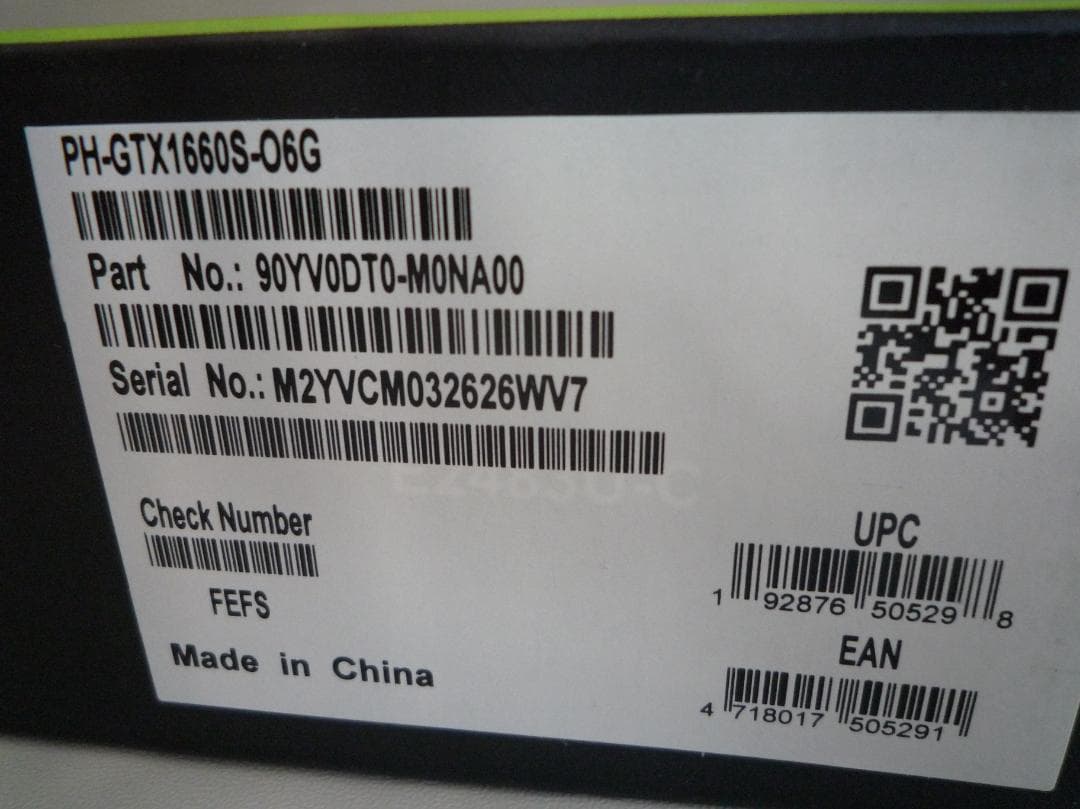 PH-GTX1660S-O6G
Part No.: 90YV0DT0-M0NA00
Serial No.: M2YVCM032626WV7
Check Number
FEFS
Made in China
UPC
1 92876 50529 8
EAN
4 718017 505291